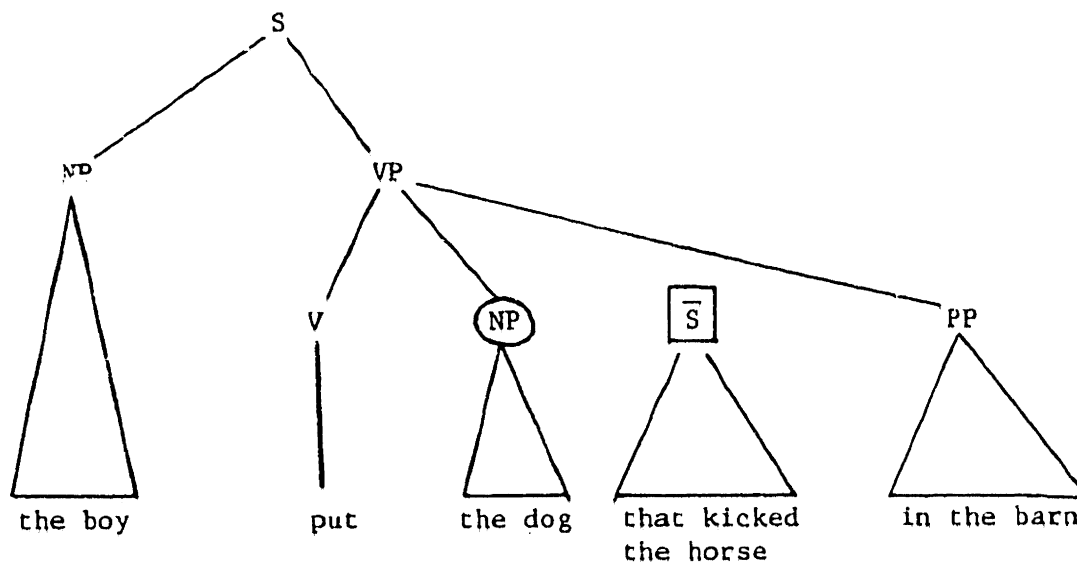 S
NP VP
V NP S̅ PP
the boy put the dog that kicked in the barn
the horse